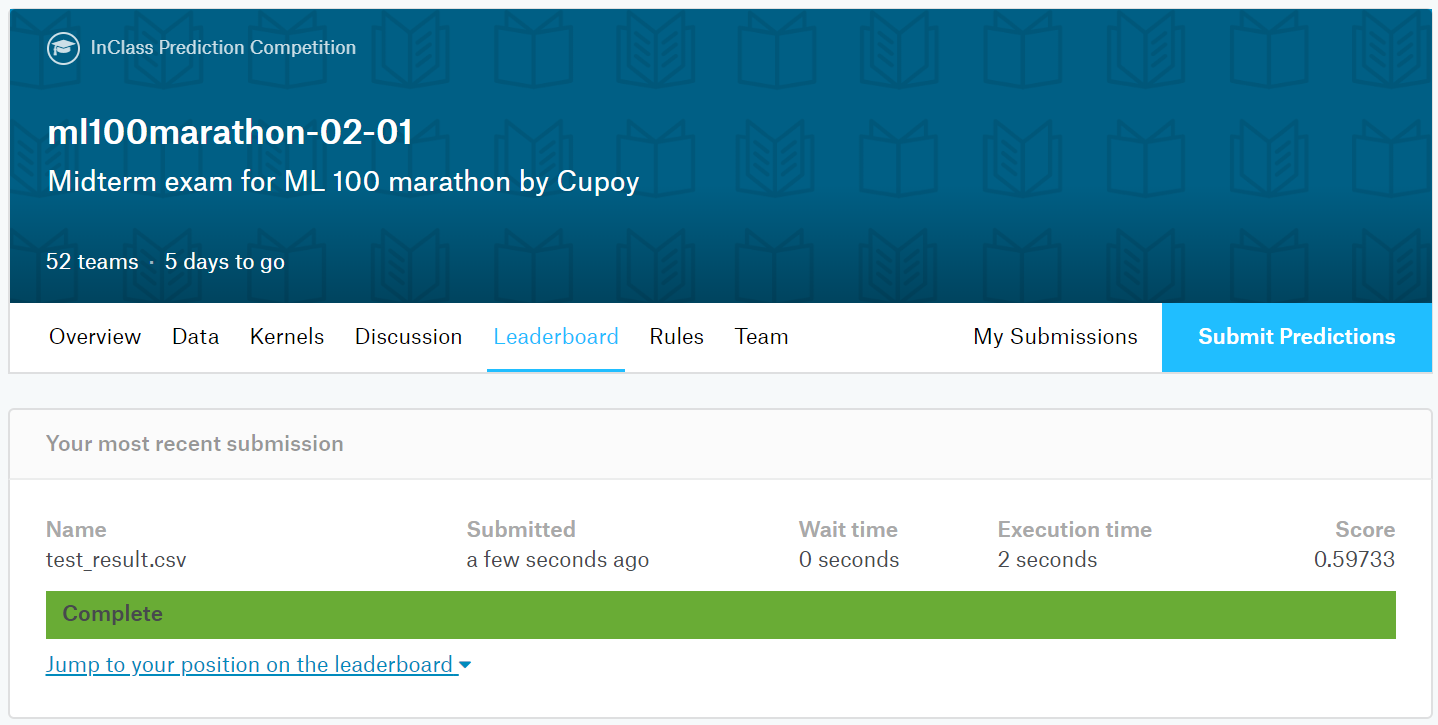 InClass Prediction Competition
ml100marathon-02-01
Midterm exam for ML 100 marathon by Cupoy
52 teams · 5 days to go
Overview Data Kernels Discussion Leaderboard Rules Team My Submissions Submit Predictions
Your most recent submission
Name Submitted Wait time Execution time Score
test_result.csv a few seconds ago 0 seconds 2 seconds 0.59733
Complete
Jump to your position on the leaderboard